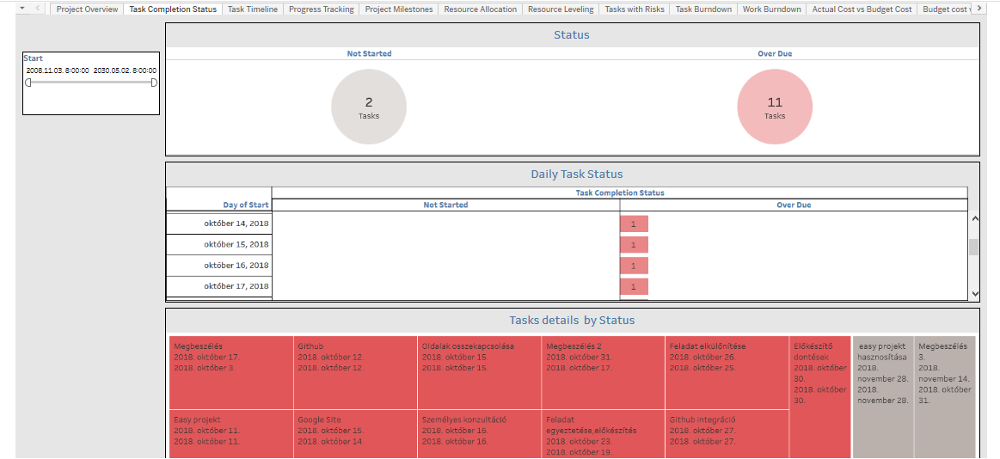 Project Overview Task Completion Status Task Timeline Progress Tracking Project Milestones Resource Allocation Resource Leveling Tasks with Risks Task Burndown Work Burndown Actual Cost vs Budget Cost Budget cost
Status
Start
2008.11.03. 8:00:00 2030.05.02. 8:00:00
Not Started
Over Due
2
Tasks
11
Tasks
Daily Task Status
Task Completion Status
Day of Start
Not Started
Over Due
október 14, 2018
1
október 15, 2018
1
október 16, 2018
1
október 17, 2018
1
Tasks details by Status
Megbeszélés
2018. október 17.
2018. október 3.
Github
2018. október 12.
2018. október 12.
Oldalak osszekapcsolása
2018. október 15.
2018. október 15.
Megbeszélés 2
2018. október 31.
2018. október 17.
Feladat elkülönítése
2018. október 26.
2018. október 25.
Előkészítő
dontések
2018. október
30.
2018. október
30.
easy projekt
hasznosítása
2018.
november 28.
2018.
november 28.
Megbeszélés
3.
2018.
november 14.
2018. október
31.
Easy projekt
2018. október 11.
2018. október 11.
Google Site
2018. október 15.
2018. október 14.
Személyes konzultáció
2018. október 16.
2018. október 16.
Feladat
egyeztetése,előkészítés
2018. október 23.
2018. október 19.
Github Integráció
2018. október 27.
2018. október 27.